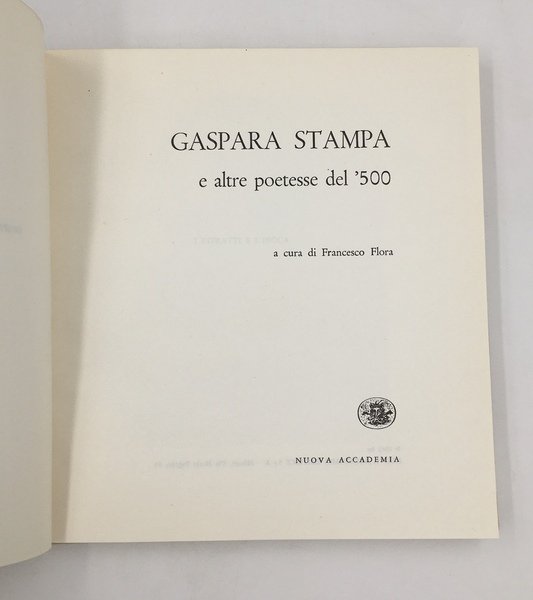 GASPARA STAMPA
e altre poetesse del '500
a cura di Francesco Flora
NUOVA ACCADEMIA